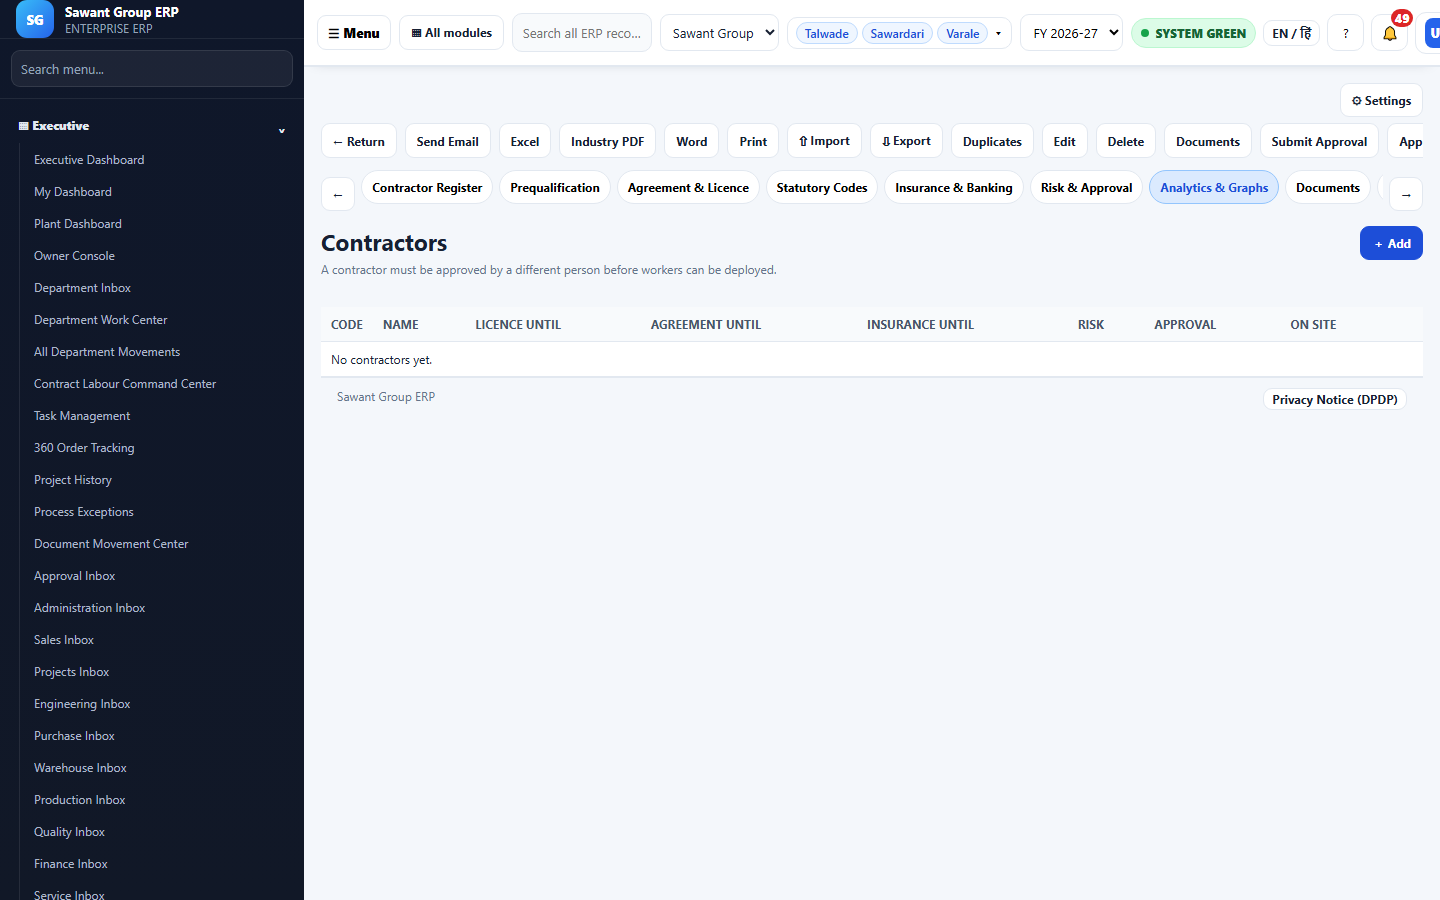 SG
Sawant Group ERP
ENTERPRISE ERP
Search menu...
Executive
Executive Dashboard
My Dashboard
Plant Dashboard
Owner Console
Department Inbox
Department Work Center
All Department Movements
Contract Labour Command Center
Task Management
360 Order Tracking
Project History
Process Exceptions
Document Movement Center
Approval Inbox
Administration Inbox
Sales Inbox
Projects Inbox
Engineering Inbox
Purchase Inbox
Warehouse Inbox
Production Inbox
Quality Inbox
Finance Inbox
Service Inbox
☰ Menu
All modules
Search all ERP reco...
Sawant Group
Talwade Sawardari Varale
FY 2026-27
SYSTEM GREEN
EN / हिं
?
49
U
⚙ Settings
← Return
Send Email
Excel
Industry PDF
Word
Print
⇧ Import
⇩ Export
Duplicates
Edit
Delete
Documents
Submit Approval
App
←
Contractor Register
Prequalification
Agreement & Licence
Statutory Codes
Insurance & Banking
Risk & Approval
Analytics & Graphs
Documents
→
Contractors
+ Add
A contractor must be approved by a different person before workers can be deployed.
CODE NAME LICENCE UNTIL AGREEMENT UNTIL INSURANCE UNTIL RISK APPROVAL ON SITE
No contractors yet.
Sawant Group ERP
Privacy Notice (DPDP)